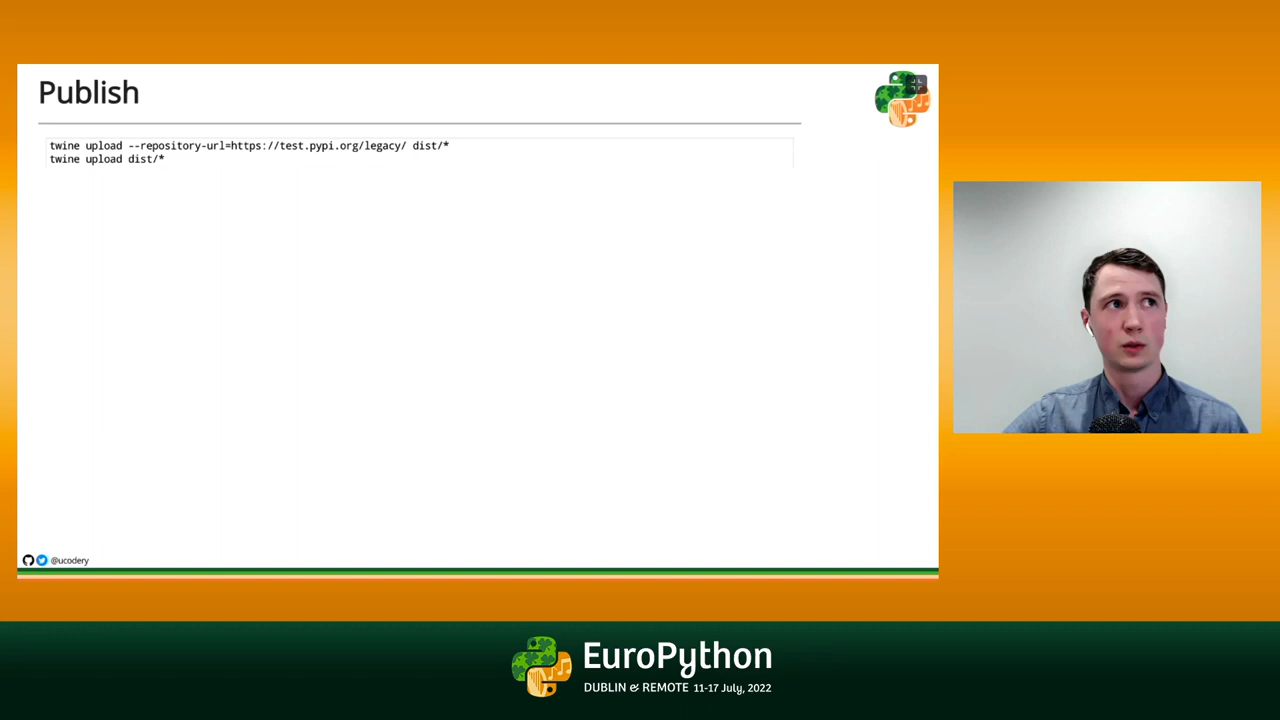 Publish
twine upload --repository-url=https://test.pypi.org/legacy/ dist/*
twine upload dist/*
@ucodery
EuroPython
DUBLIN & REMOTE 11-17 July, 2022